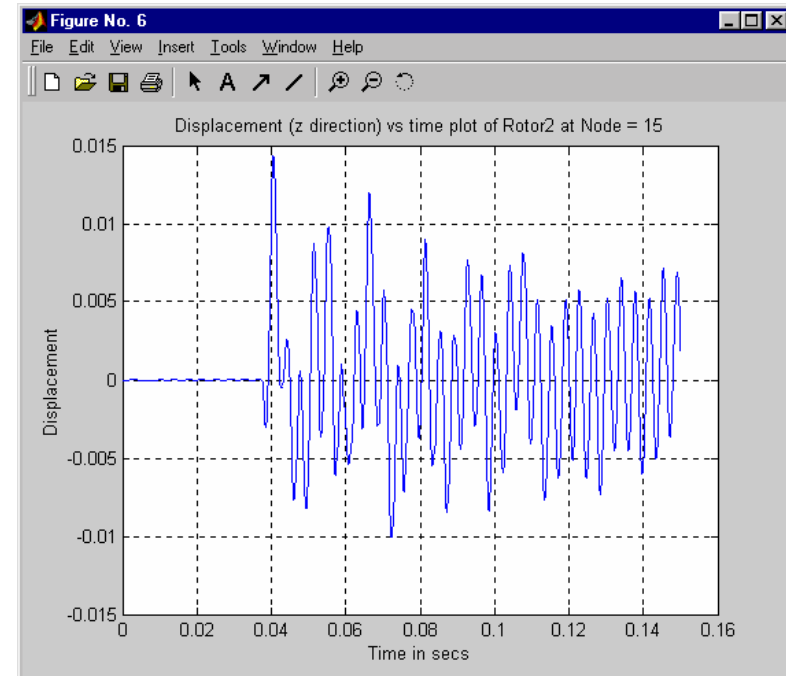 Figure No. 6
File Edit View Insert Tools Window Help
A
Displacement (z direction) vs time plot of Rotor2 at Node = 15
0.015
0.01
0.005
0
-0.005
-0.01
-0.015
Displacement
0 0.02 0.04 0.06 0.08 0.1 0.12 0.14 0.16
Time in secs